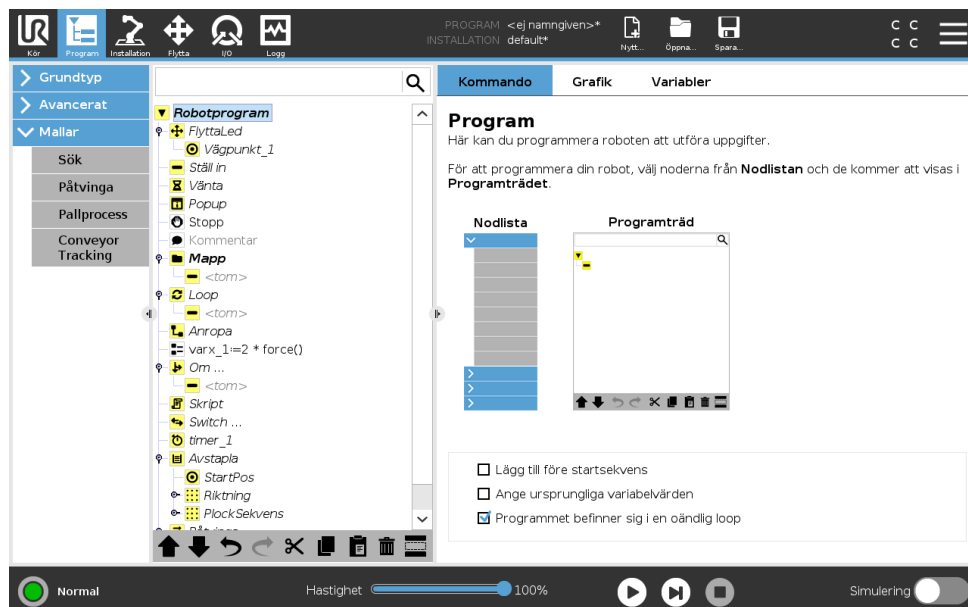 UR
PROGRAM <ej namngiven>*
INSTALLATION default*
Kör Program Installation Flytta I/O Logg
Nytt... Öppna... Spara...
C C
C C
Grundtyp
Avancerat
Mallar
Sök
Påtvinga
Pallprocess
Conveyor
Tracking
Robotprogram
FlyttaLed
Vägpunkt_1
Ställ in
Vänta
Popup
Stopp
Kommentar
Mapp
<tom>
Loop
<tom>
Anropa
varx_1:=2 * force()
Om ...
<tom>
Skript
Switch ...
timer_1
Avstapla
StartPos
Riktning
PlockSekvens
Kommando Grafik Variabler
Program
Här kan du programmera roboten att utföra uppgifter.
För att programmera din robot, välj noderna från Nodlistan och de kommer att visas i
Programträdet.
Nodlista Programträd
Lägg till före startsekvens
Ange ursprungliga variabelvärden
Programmet befinner sig i en oändlig loop
Normal
Hastighet 100%
Simulering